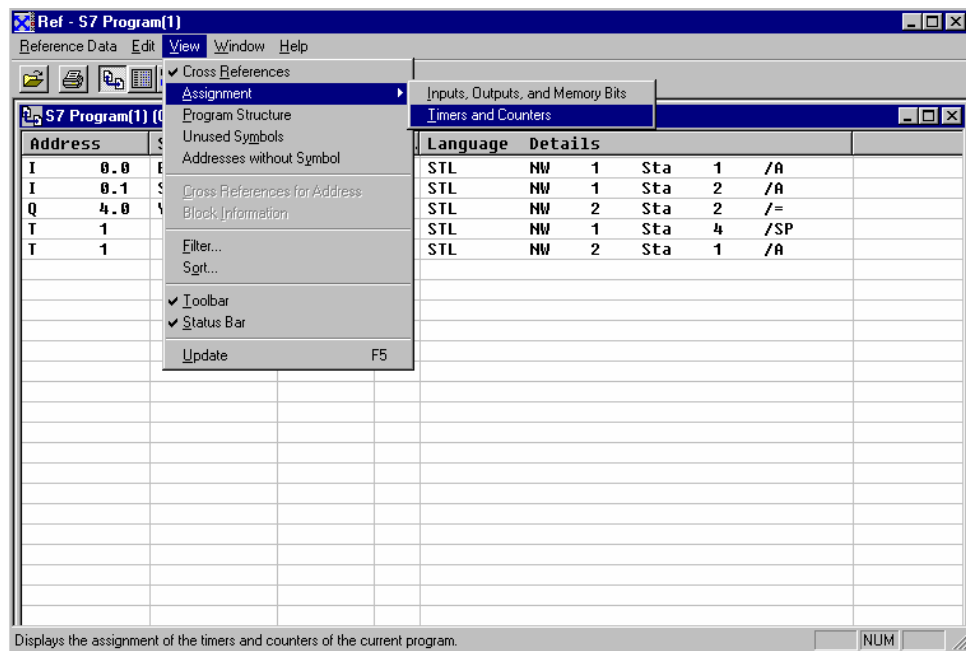 Ref - S7 Program(1)
Reference Data Edit View Window Help
Cross References
Assignment
Program Structure
Unused Symbols
Addresses without Symbol
Cross References for Address
Block Information
Filter...
Sort...
Toolbar
Status Bar
Update F5
Inputs, Outputs, and Memory Bits
Timers and Counters
S7 Program(1)
Address Language Details
I 0.0 STL NW 1 Sta 1 /A
I 0.1 STL NW 1 Sta 2 /A
Q 4.0 STL NW 2 Sta 2 /=
T 1 STL NW 1 Sta 4 /SP
T 1 STL NW 2 Sta 1 /A
Displays the assignment of the timers and counters of the current program. NUM